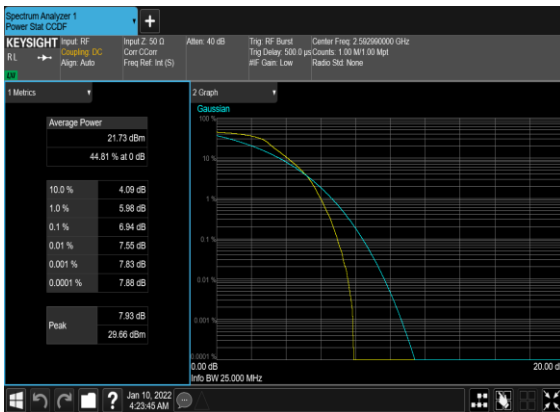 Spectrum Analyzer 1
Power Stat CCDF
KEYSIGHT
RL
LV
Input: RF
Coupling: DC
Align: Auto
Input Z: 50 Ω
Corr CCorr
Freq Ref: Int (S)
Atten: 40 dB
Trig: RF Burst
Trig Delay: 500.0 µs
#IF Gain: Low
Center Freq: 2.592990000 GHz
Counts: 1.00 M/1.00 Mpt
Radio Std: None
1 Metrics
Average Power
21.73 dBm
44.81 % at 0 dB
10.0 % 4.09 dB
1.0 % 5.98 dB
0.1 % 6.94 dB
0.01 % 7.55 dB
0.001 % 7.83 dB
0.0001 % 7.88 dB
Peak
7.93 dB
29.66 dBm
2 Graph
Gaussian
100 %
10 %
1 %
0.1 %
0.01 %
0.001 %
0.0001 %
0.00 dB
20.00 d
Info BW 25.000 MHz
?
Jan 10, 2022
4:23:45 AM